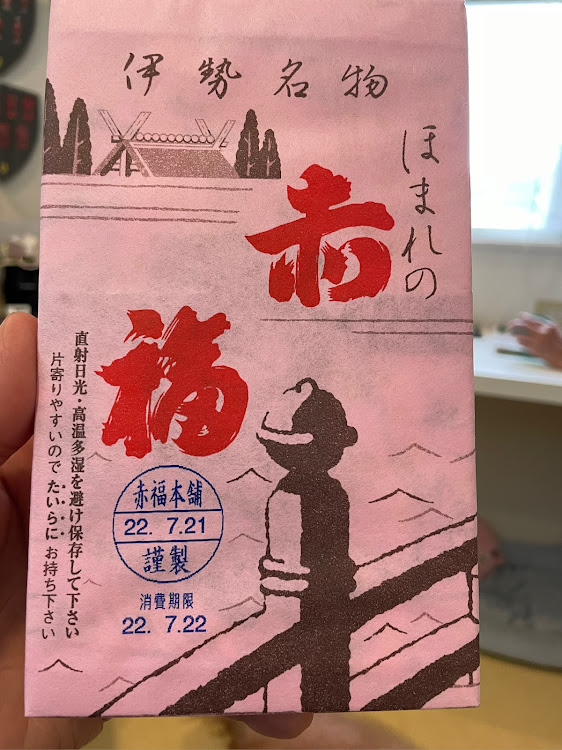 伊勢名物
ほまれの
赤
福
直射日光・高温多湿を避け保存して下さい
片寄りやすいので たいらに お持ち下さい
赤福本舗
22. 7.21
謹製
消費期限
22. 7.22